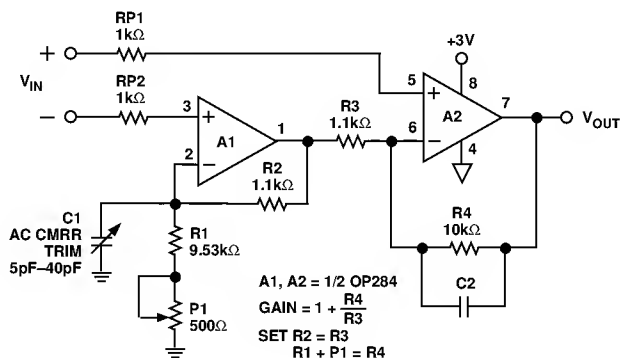 RP1
1kΩ
+3V
+
V_IN
RP2
1kΩ
−
5
+
8
A2
7
V_OUT
3
+
A1
1
R3
1.1kΩ
6
−
4
2
−
R2
1.1kΩ
C1
AC CMRR
TRIM
5pF–40pF
R1
9.53kΩ
R4
10kΩ
C2
P1
500Ω
A1, A2 = 1/2 OP284
GAIN = 1 + R4
R3
SET R2 = R3
R1 + P1 = R4